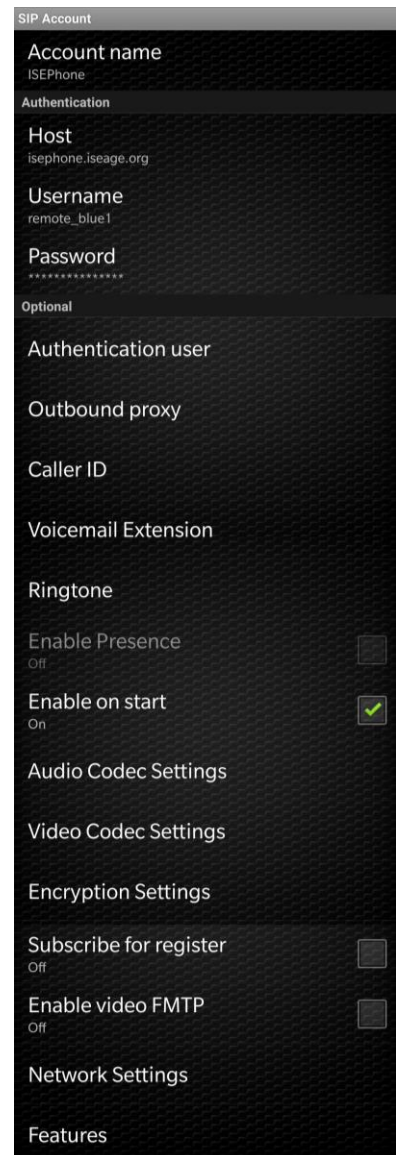 SIP Account
Account name
ISEPhone
Authentication
Host
isephone.iseage.org
Username
remote_blue1
Password
***************
Optional
Authentication user
Outbound proxy
Caller ID
Voicemail Extension
Ringtone
Enable Presence
Off
Enable on start
On
Audio Codec Settings
Video Codec Settings
Encryption Settings
Subscribe for register
Off
Enable video FMTP
Off
Network Settings
Features